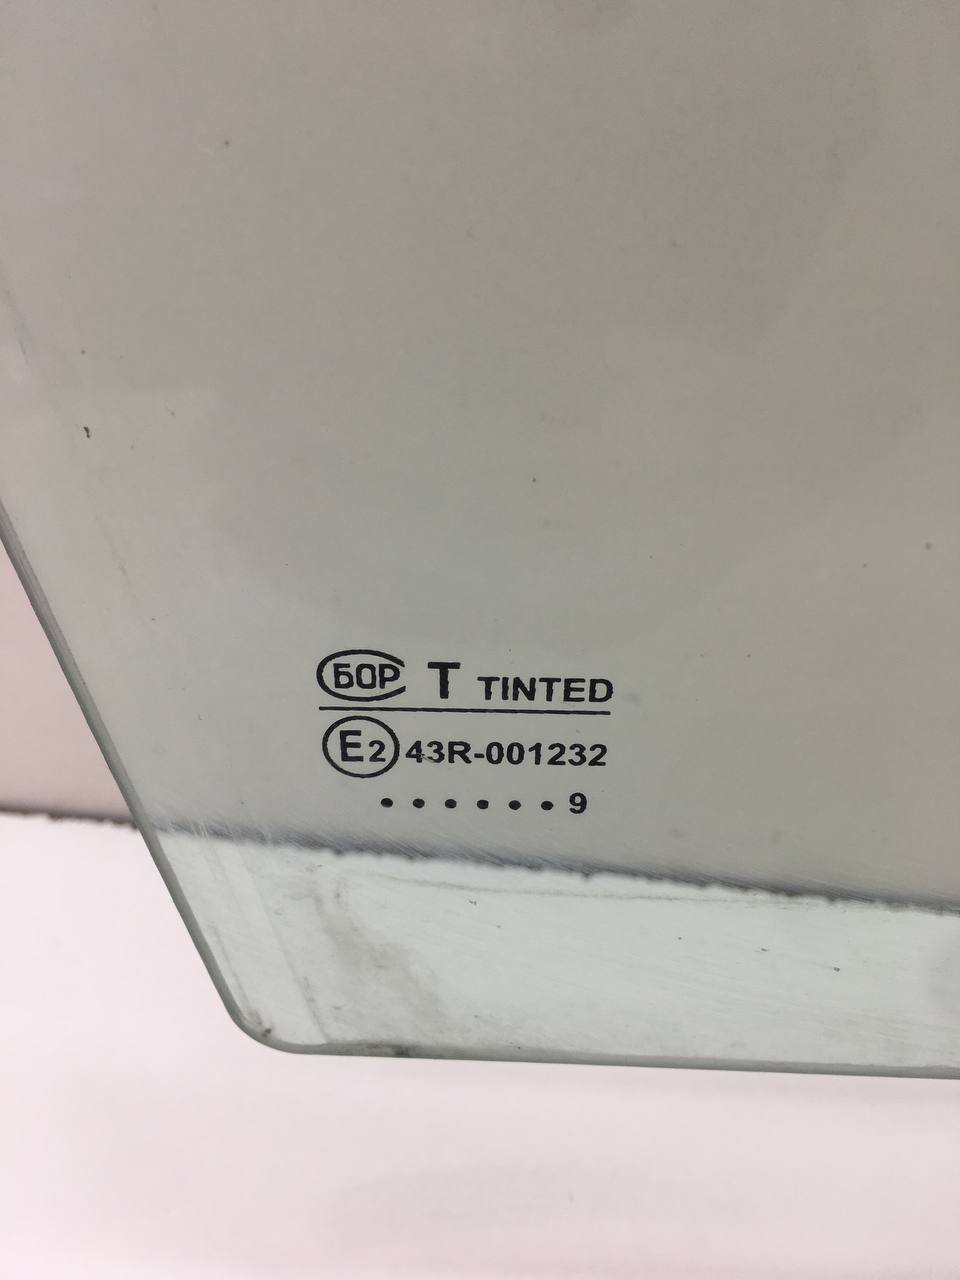 БОР T TINTED
E2 43R-001232
......9